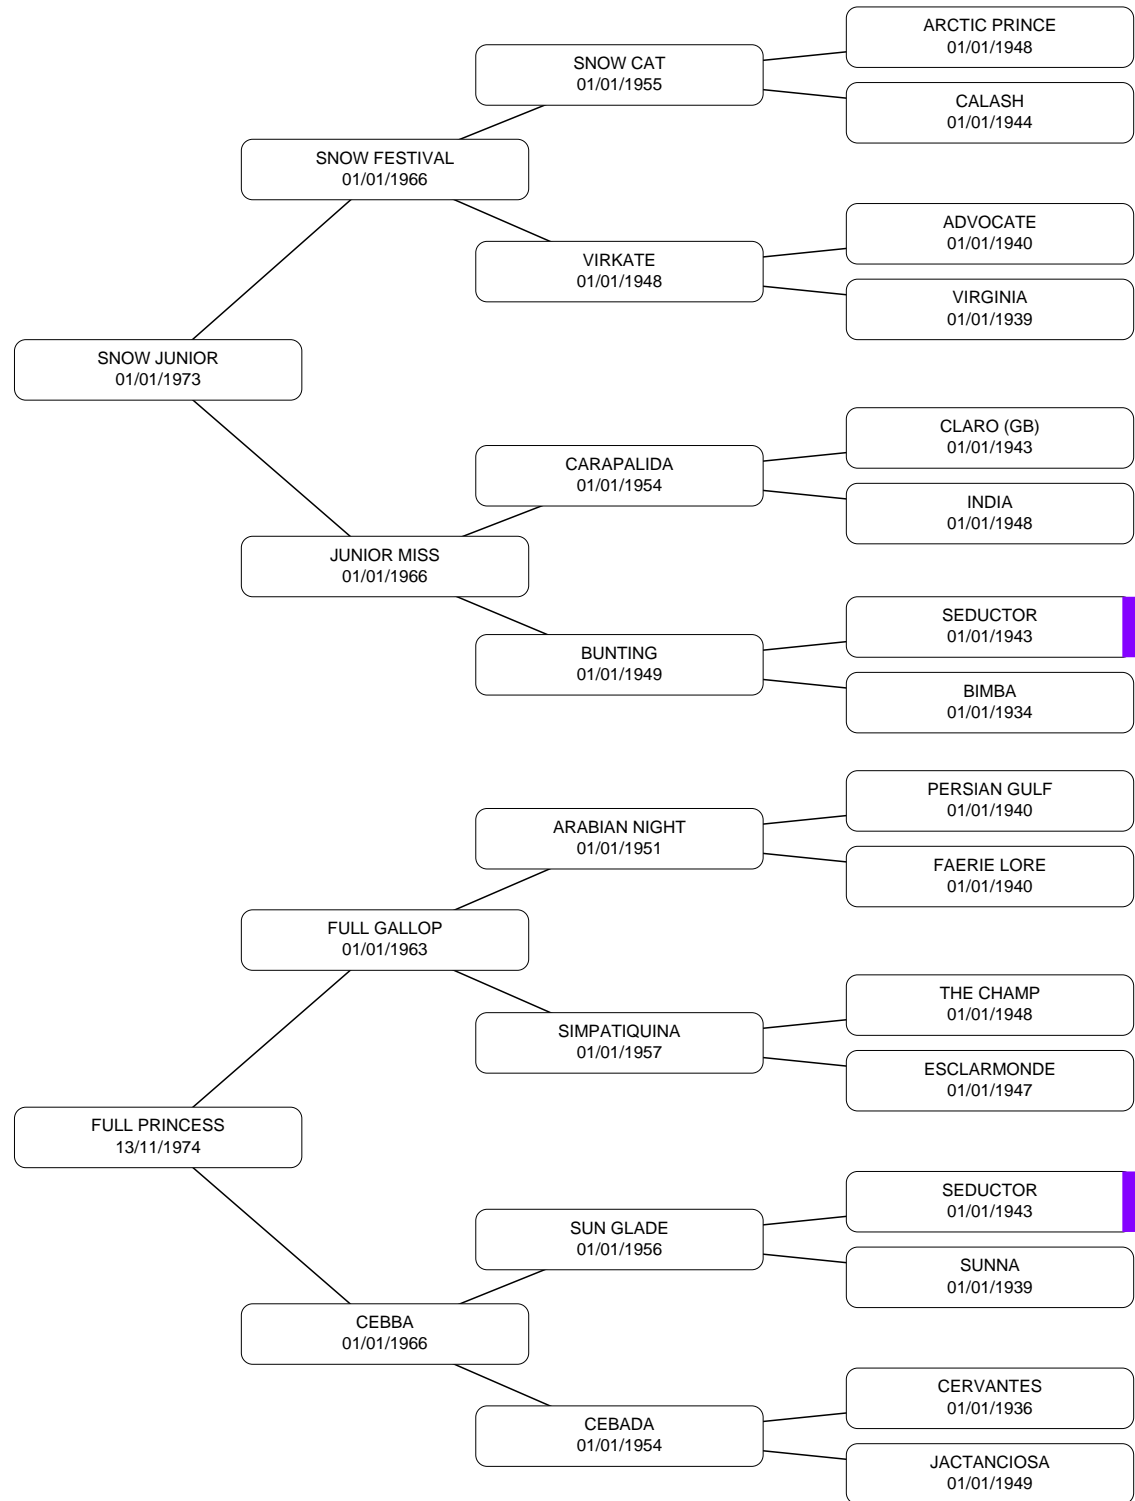 ARCTIC PRINCE
01/01/1948
SNOW CAT
01/01/1955
CALASH
01/01/1944
SNOW FESTIVAL
01/01/1966
ADVOCATE
01/01/1940
VIRKATE
01/01/1948
VIRGINIA
01/01/1939
SNOW JUNIOR
01/01/1973
CLARO (GB)
01/01/1943
CARAPALIDA
01/01/1954
INDIA
01/01/1948
JUNIOR MISS
01/01/1966
SEDUCTOR
01/01/1943
BUNTING
01/01/1949
BIMBA
01/01/1934
PERSIAN GULF
01/01/1940
ARABIAN NIGHT
01/01/1951
FAERIE LORE
01/01/1940
FULL GALLOP
01/01/1963
THE CHAMP
01/01/1948
SIMPATIQUINA
01/01/1957
ESCLARMONDE
01/01/1947
FULL PRINCESS
13/11/1974
SEDUCTOR
01/01/1943
SUN GLADE
01/01/1956
SUNNA
01/01/1939
CEBBA
01/01/1966
CERVANTES
01/01/1936
CEBADA
01/01/1954
JACTANCIOSA
01/01/1949